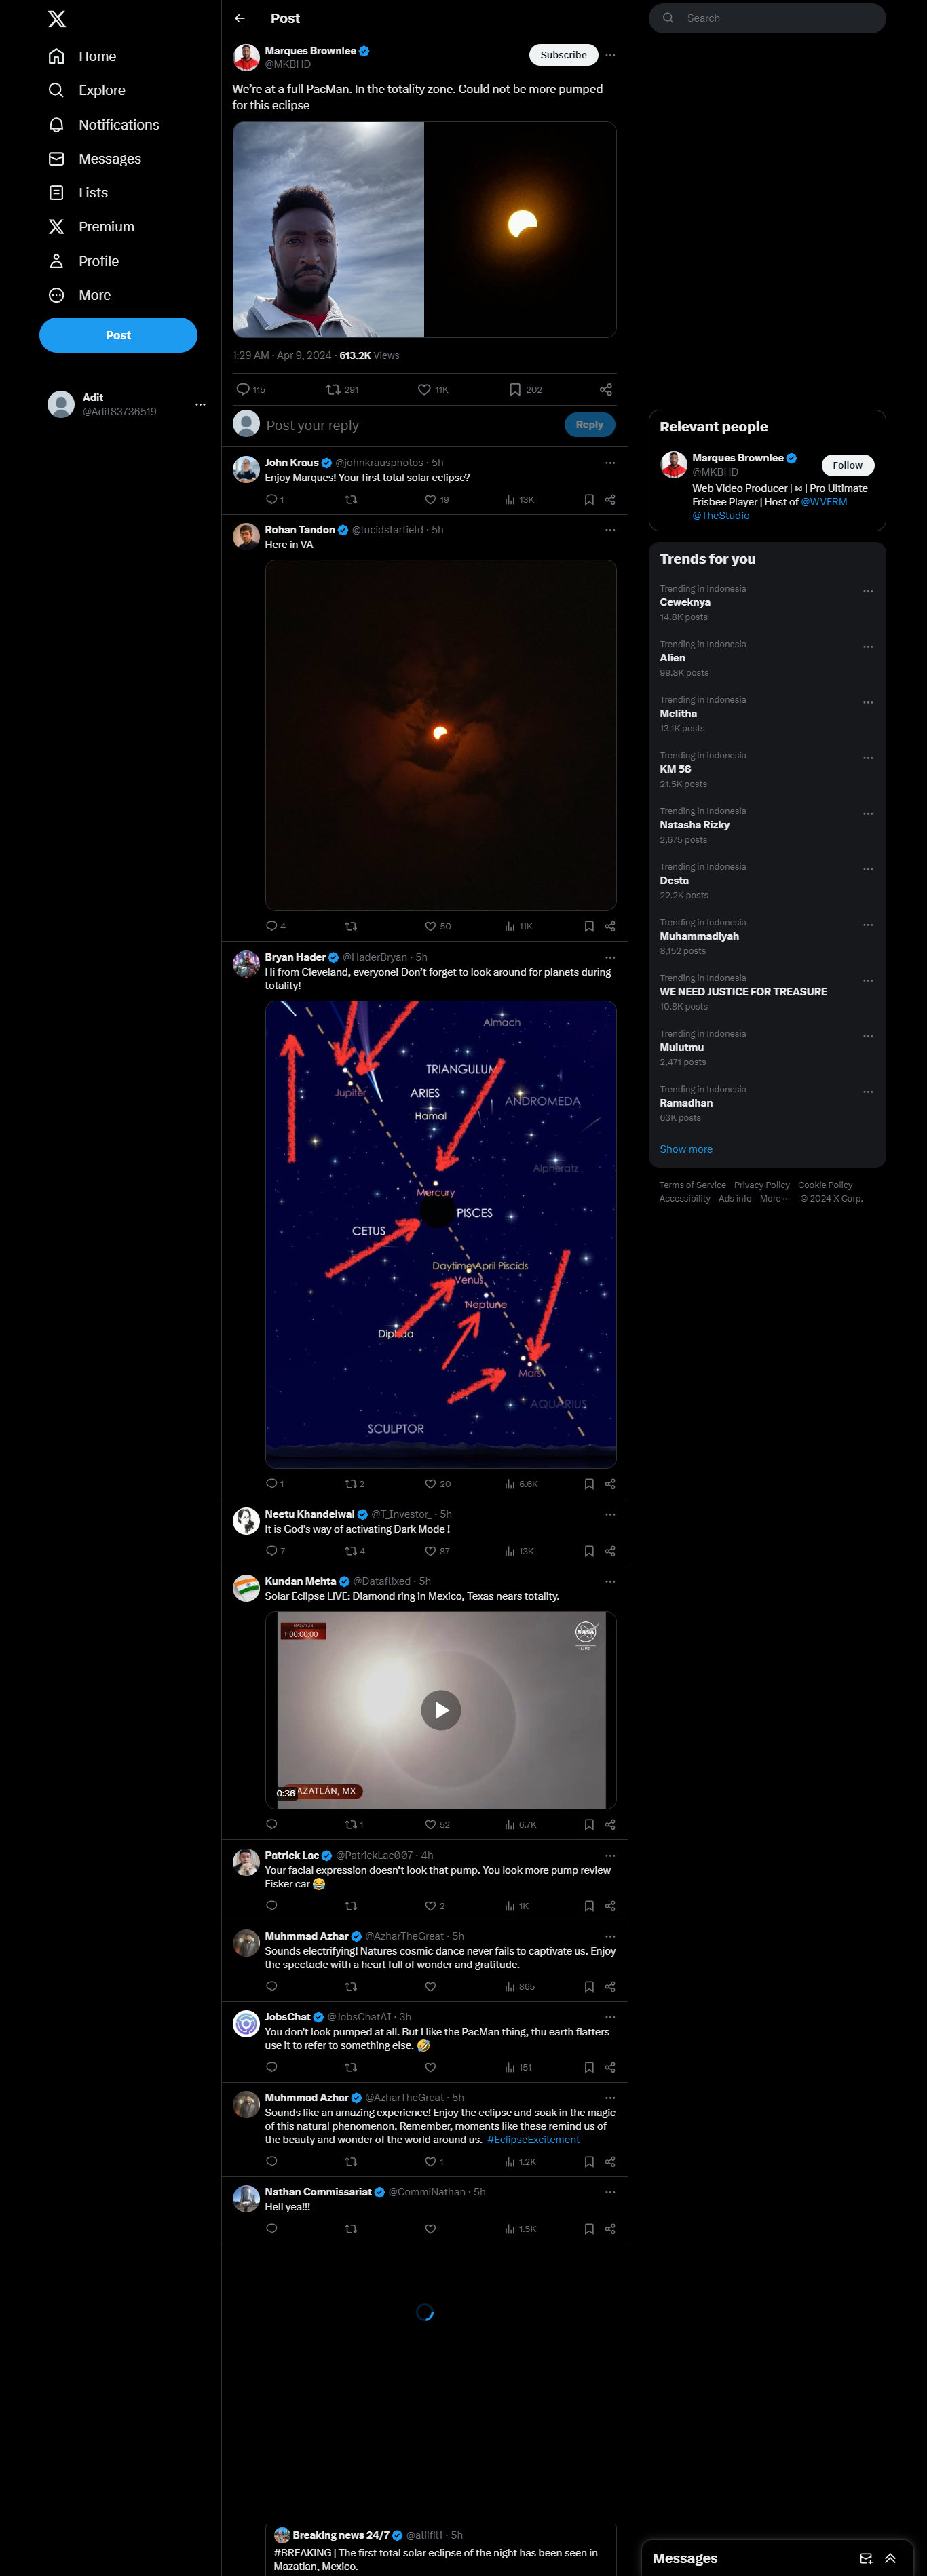 Home
Explore
Notifications
Messages
Lists
Premium
Profile
More
Post
Adit
@Adit83736519
Post
Marques Brownlee
@MKBHD
Subscribe
We're at a full PacMan. In the totality zone. Could not be more pumped
for this eclipse
1:29 AM · Apr 9, 2024 · 613.2K Views
115 291 11K 202
Post your reply
Reply
John Kraus @johnkrausphotos · 5h
Enjoy Marques! Your first total solar eclipse?
1 19 13K
Rohan Tandon @lucidstarfield · 5h
Here in VA
4 50 11K
Bryan Hader @HaderBryan · 5h
Hi from Cleveland, everyone! Don't forget to look around for planets during
totality!
Almach
TRIANGULUM
Jupiter
ARIES
ANDROMEDA
Hamal
Alpheratz
Mercury
PISCES
CETUS
Daytime April Piscids
Venus
Neptune
Diphda
Mars
AQUARIUS
SCULPTOR
1 2 20 6.6K
Neetu Khandelwal @T_Investor_ · 5h
It is God's way of activating Dark Mode !
7 4 87 13K
Kundan Mehta @Dataflixed · 5h
Solar Eclipse LIVE: Diamond ring in Mexico, Texas nears totality.
MAZATLÁN
+ 00:00:00
NASA
LIVE
0:36
AZATLÁN, MX
1 52 6.7K
Patrick Lac @PatrickLac007 · 4h
Your facial expression doesn't look that pump. You look more pump review
Fisker car 😂
2 1K
Muhmmad Azhar @AzharTheGreat · 5h
Sounds electrifying! Natures cosmic dance never fails to captivate us. Enjoy
the spectacle with a heart full of wonder and gratitude.
865
JobsChat @JobsChatAI · 3h
You don't look pumped at all. But I like the PacMan thing, thu earth flatters
use it to refer to something else. 🤣
151
Muhmmad Azhar @AzharTheGreat · 5h
Sounds like an amazing experience! Enjoy the eclipse and soak in the magic
of this natural phenomenon. Remember, moments like these remind us of
the beauty and wonder of the world around us. #EclipseExcitement
1 1.2K
Nathan Commissariat @CommiNathan · 5h
Hell yea!!!
1.5K
Breaking news 24/7 @aliifil1 · 5h
#BREAKING | The first total solar eclipse of the night has been seen in
Mazatlan, Mexico.
Search
Relevant people
Marques Brownlee
@MKBHD
Follow
Web Video Producer | ⋈ | Pro Ultimate
Frisbee Player | Host of @WVFRM
@TheStudio
Trends for you
Trending in Indonesia
Ceweknya
14.8K posts
Trending in Indonesia
Alien
99.8K posts
Trending in Indonesia
Melitha
13.1K posts
Trending in Indonesia
KM 58
21.5K posts
Trending in Indonesia
Natasha Rizky
2,675 posts
Trending in Indonesia
Desta
22.2K posts
Trending in Indonesia
Muhammadiyah
8,152 posts
Trending in Indonesia
WE NEED JUSTICE FOR TREASURE
10.8K posts
Trending in Indonesia
Mulutmu
2,471 posts
Trending in Indonesia
Ramadhan
63K posts
Show more
Terms of Service Privacy Policy Cookie Policy
Accessibility Ads info More ··· © 2024 X Corp.
Messages